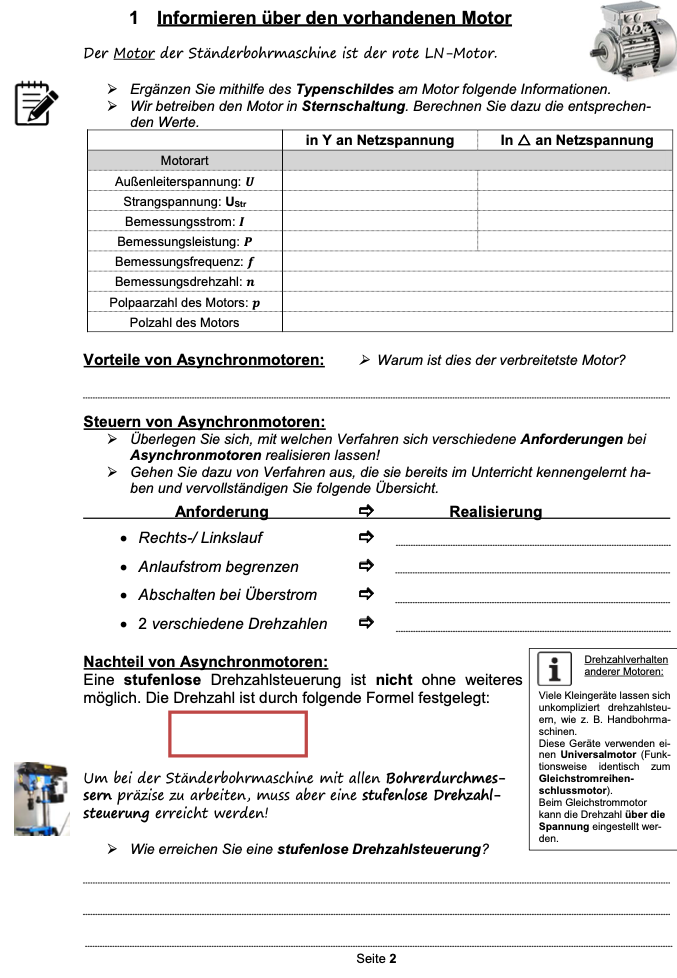 1 Informieren über den vorhandenen Motor
Der Motor der Ständerbohrmaschine ist der rote LN-Motor.
➢ Ergänzen Sie mithilfe des Typenschildes am Motor folgende Informationen.
➢ Wir betreiben den Motor in Sternschaltung. Berechnen Sie dazu die entsprechen-
den Werte.
in Y an Netzspannung In △ an Netzspannung
Motorart
Außenleiterspannung: U
Strangspannung: UStr
Bemessungsstrom: I
Bemessungsleistung: P
Bemessungsfrequenz: f
Bemessungsdrehzahl: n
Polpaarzahl des Motors: p
Polzahl des Motors
Vorteile von Asynchronmotoren: ➢ Warum ist dies der verbreitetste Motor?
Steuern von Asynchronmotoren:
➢ Überlegen Sie sich, mit welchen Verfahren sich verschiedene Anforderungen bei
Asynchronmotoren realisieren lassen!
➢ Gehen Sie dazu von Verfahren aus, die sie bereits im Unterricht kennengelernt ha-
ben und vervollständigen Sie folgende Übersicht.
Anforderung ⇨ Realisierung
• Rechts-/ Linkslauf ⇨
• Anlaufstrom begrenzen ⇨
• Abschalten bei Überstrom ⇨
• 2 verschiedene Drehzahlen ⇨
Nachteil von Asynchronmotoren:
Eine stufenlose Drehzahlsteuerung ist nicht ohne weiteres
möglich. Die Drehzahl ist durch folgende Formel festgelegt:
Um bei der Ständerbohrmaschine mit allen Bohrerdurchmes-
sern präzise zu arbeiten, muss aber eine stufenlose Drehzahl-
steuerung erreicht werden!
➢ Wie erreichen Sie eine stufenlose Drehzahlsteuerung?
i
Drehzahlverhalten
anderer Motoren:
Viele Kleingeräte lassen sich
unkompliziert drehzahlsteu-
ern, wie z. B. Handbohrma-
schinen.
Diese Geräte verwenden ei-
nen Universalmotor (Funk-
tionsweise identisch zum
Gleichstromreihen-
schlussmotor).
Beim Gleichstrommotor
kann die Drehzahl über die
Spannung eingestellt wer-
den.
Seite 2